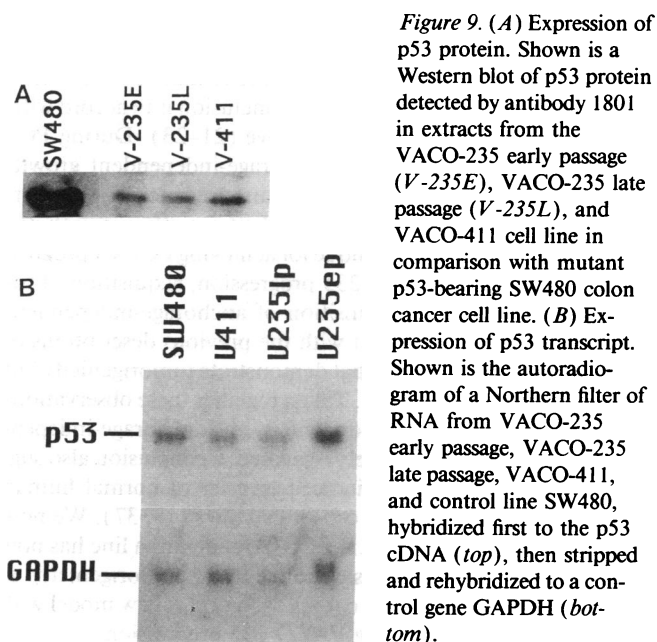 A
SW480
V-235E
V-235L
V-411
B
SW480
V411
V235lp
V235ep
p53
GAPDH
Figure 9. (A) Expression of
p53 protein. Shown is a
Western blot of p53 protein
detected by antibody 1801
in extracts from the
VACO-235 early passage
(V-235E), VACO-235 late
passage (V-235L), and
VACO-411 cell line in
comparison with mutant
p53-bearing SW480 colon
cancer cell line. (B) Ex-
pression of p53 transcript.
Shown is the autoradio-
gram of a Northern filter of
RNA from VACO-235
early passage, VACO-235
late passage, VACO-411,
and control line SW480,
hybridized first to the p53
cDNA (top), then stripped
and rehybridized to a con-
trol gene GAPDH (bot-
tom).